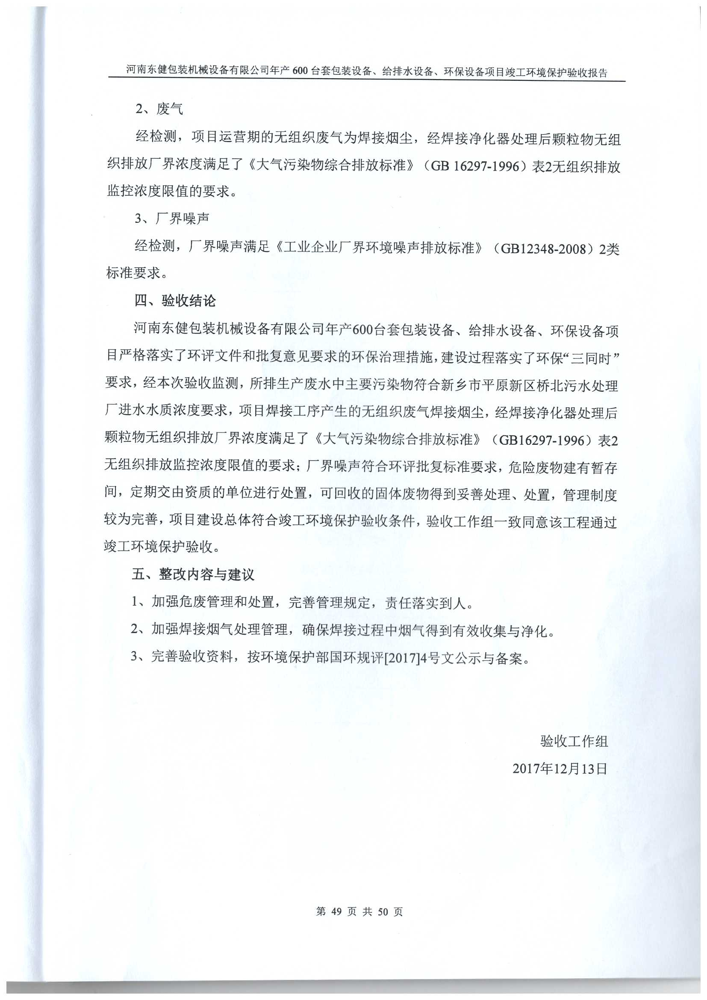 河南东健包装机械设备有限公司年产 600 台套包装设备、给排水设备、环保设备项目竣工环境保护验收报告
2、废气
经检测，项目运营期的无组织废气为焊接烟尘，经焊接净化器处理后颗粒物无组
织排放厂界浓度满足了《大气污染物综合排放标准》（GB 16297-1996）表2无组织排放
监控浓度限值的要求。
3、厂界噪声
经检测，厂界噪声满足《工业企业厂界环境噪声排放标准》（GB12348-2008）2类
标准要求。
四、验收结论
河南东健包装机械设备有限公司年产600台套包装设备、给排水设备、环保设备项
目严格落实了环评文件和批复意见要求的环保治理措施，建设过程落实了环保“三同时”
要求，经本次验收监测，所排生产废水中主要污染物符合新乡市平原新区桥北污水处理
厂进水水质浓度要求，项目焊接工序产生的无组织废气焊接烟尘，经焊接净化器处理后
颗粒物无组织排放厂界浓度满足了《大气污染物综合排放标准》（GB16297-1996）表2
无组织排放监控浓度限值的要求；厂界噪声符合环评批复标准要求，危险废物建有暂存
间，定期交由资质的单位进行处置，可回收的固体废物得到妥善处理、处置，管理制度
较为完善，项目建设总体符合竣工环境保护验收条件，验收工作组一致同意该工程通过
竣工环境保护验收。
五、整改内容与建议
1、加强危废管理和处置，完善管理规定，责任落实到人。
2、加强焊接烟气处理管理，确保焊接过程中烟气得到有效收集与净化。
3、完善验收资料，按环境保护部国环规评[2017]4号文公示与备案。
验收工作组
2017年12月13日
第 49 页 共 50 页